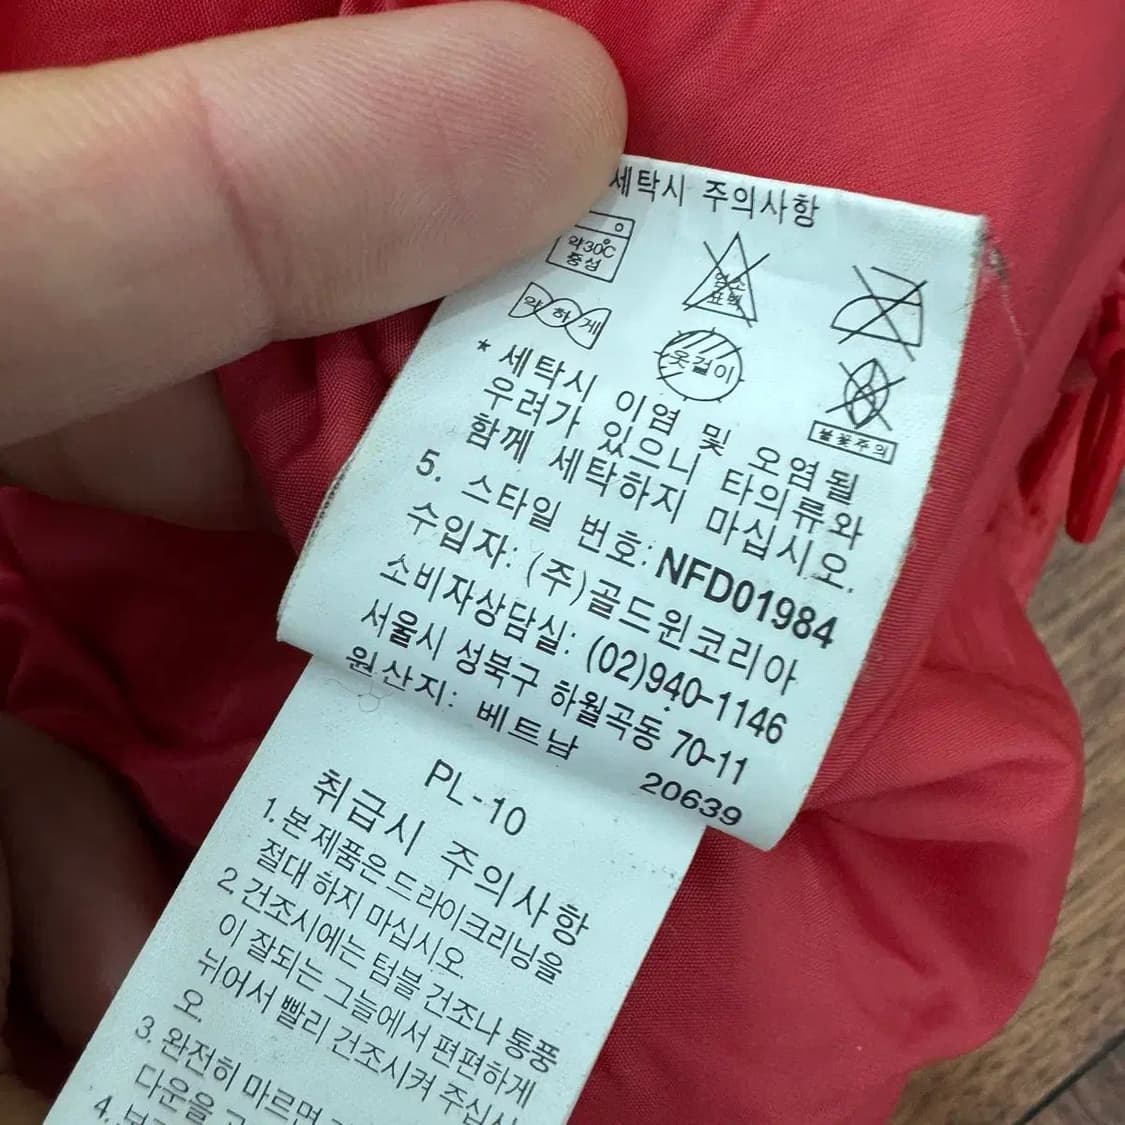 세탁시 주의사항
약30℃
중성
염소
표백
약하게
옷걸이
불꽃주의
* 세탁시 이염 및 오염될
우려가 있으니 타의류와
함께 세탁하지 마십시오.
5. 스타일 번호: NFD01984
수입자: (주)골드윈코리아
소비자상담실: (02)940-1146
서울시 성북구 하월곡동 70-11
원산지: 베트남
20639
PL-10
취급시 주의사항
1. 본 제품은 드라이크리닝을
절대 하지 마십시오.
2 건조시에는 텀블 건조나 통풍
이 잘되는 그늘에서 편편하게
뉘어서 빨리 건조시켜 주십시
오.
3. 완전히 마르면
다운을
4.